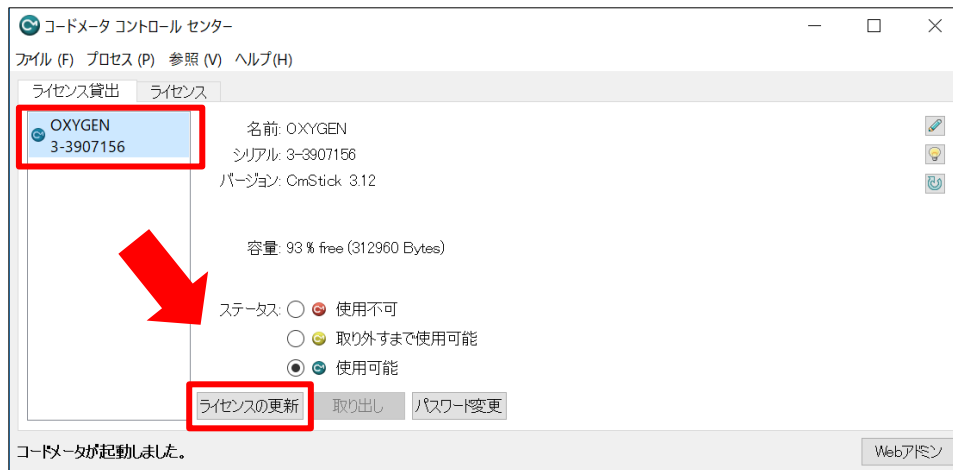 コードメータ コントロール センター
ファイル (F) プロセス (P) 参照 (V) ヘルプ(H)
ライセンス貸出 ライセンス
OXYGEN
3-3907156
名前: OXYGEN
シリアル: 3-3907156
バージョン: CmStick 3.12
容量: 93 % free (312960 Bytes)
ステータス: 使用不可
取り外すまで使用可能
使用可能
ライセンスの更新 取り出し パスワード変更
コードメータが起動しました。 Webアドミン